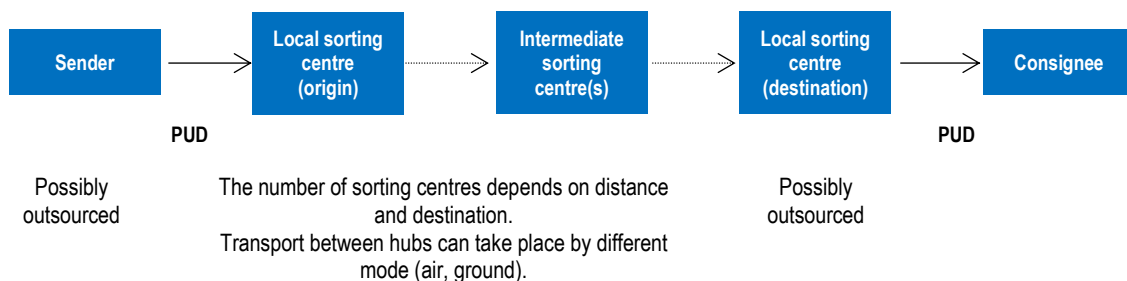 Sender
Local sorting
centre
(origin)
Intermediate
sorting
centre(s)
Local sorting
centre
(destination)
Consignee
PUD
PUD
Possibly
outsourced
The number of sorting centres depends on distance
and destination.
Transport between hubs can take place by different
mode (air, ground).
Possibly
outsourced